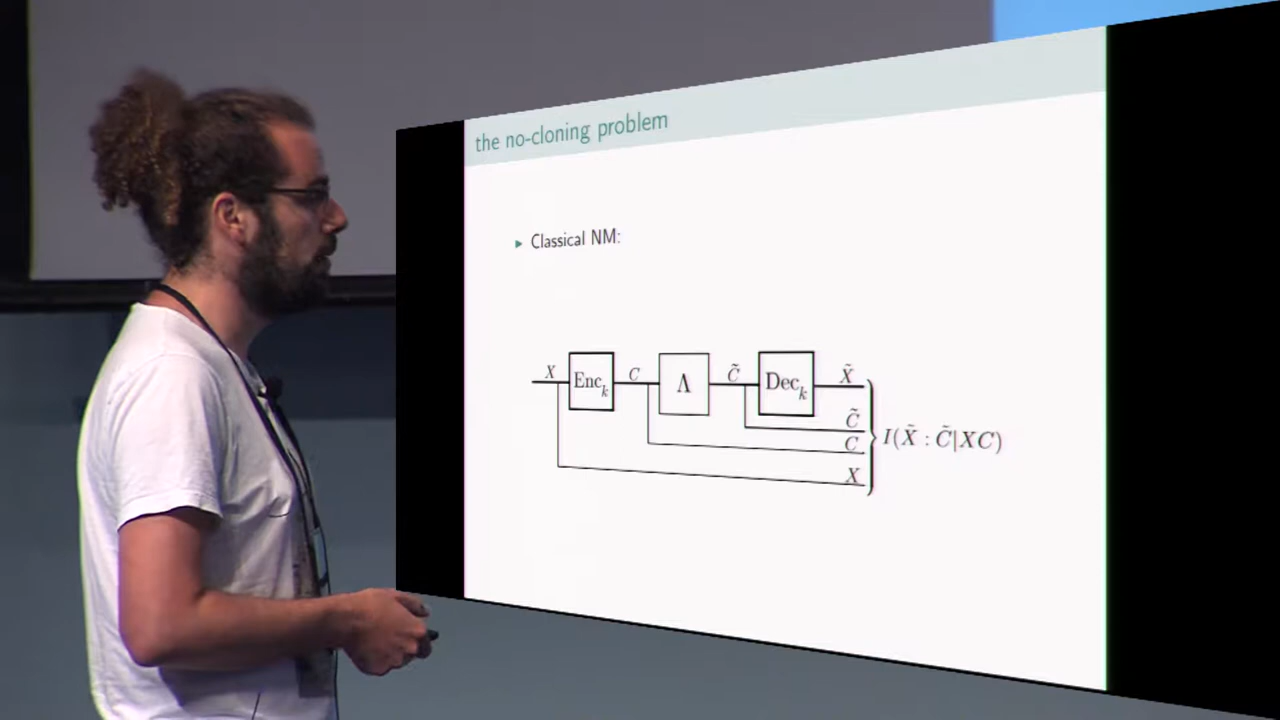 the no-cloning problem
▸ Classical NM:
X Enc_k C Λ C̃ Dec_k X̃
C̃
C
I(X̃ : C̃|XC)
X